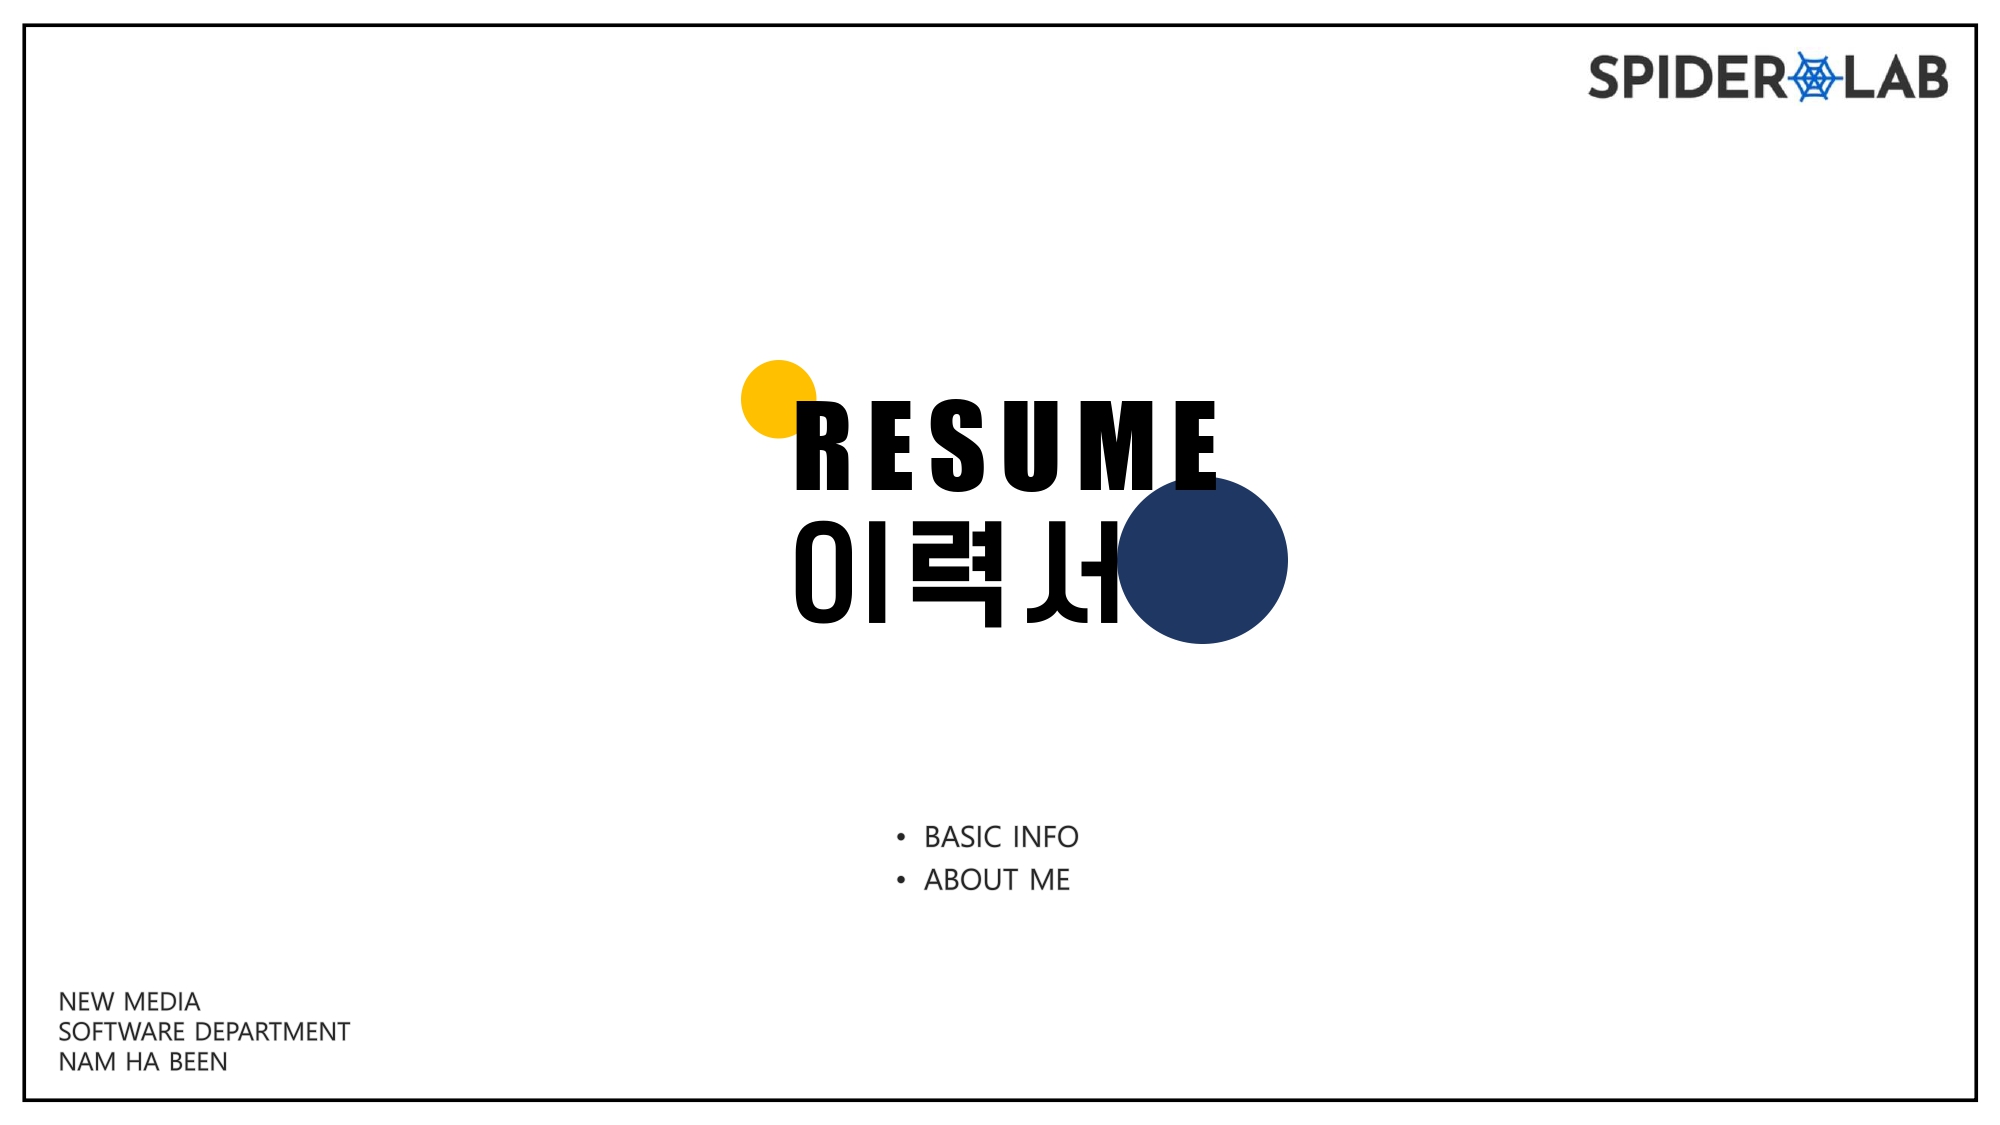 SPIDER LAB
RESUME
이력서
• BASIC INFO
• ABOUT ME
NEW MEDIA
SOFTWARE DEPARTMENT
NAM HA BEEN